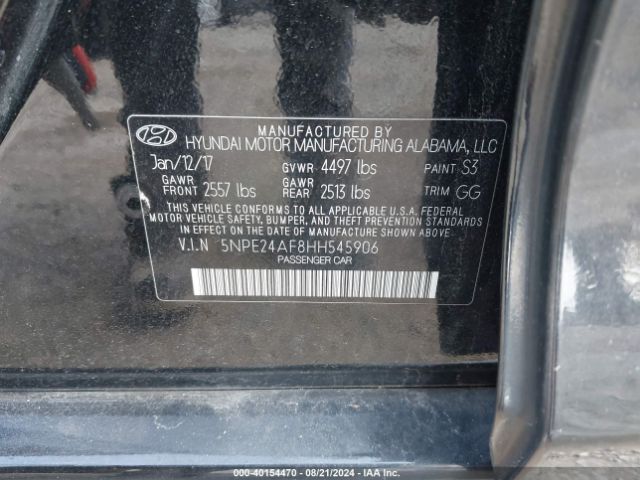 MANUFACTURED BY
HYUNDAI MOTOR MANUFACTURING ALABAMA, LLC
Jan/12/17 GVWR 4497 lbs PAINT S3
GAWR FRONT 2557 lbs GAWR REAR 2513 lbs TRIM GG
THIS VEHICLE CONFORMS TO ALL APPLICABLE U.S.A. FEDERAL
MOTOR VEHICLE SAFETY, BUMPER, AND THEFT PREVENTION
STANDARDS IN EFFECT ON THE DATE OF MANUFACTURE SHOWN ABOVE.
V.I.N 5NPE24AF8HH545906
PASSENGER CAR
000-40154470 - 08/21/2024 - IAA Inc.